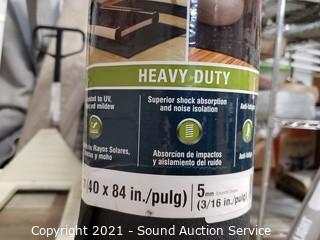 HEAVY DUTY
to UV,
and mildew
Superior shock absorption
and noise isolation
Rayos Solares,
y moho
Absorcion de impactos
y aislamiento del ruido
40 x 84 in./pulg)
5mm
(3/16 in./pulg)
Copyright 2021 - Sound Auction Service